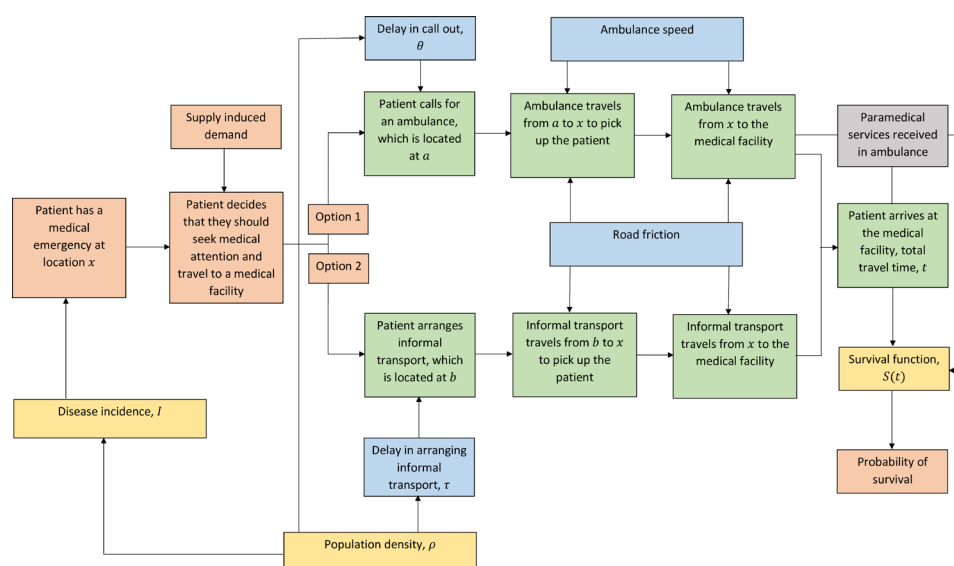 Delay in call out,
θ
Ambulance speed
Supply induced
demand
Patient calls for
an ambulance,
which is located
at a
Ambulance travels
from a to x to pick
up the patient
Ambulance travels
from x to the
medical facility
Paramedical
services received
in ambulance
Patient has a
medical
emergency at
location x
Patient decides
that they should
seek medical
attention and
travel to a medical
facility
Option 1
Option 2
Road friction
Patient arrives at
the medical
facility, total
travel time, t
Patient arranges
informal
transport, which
is located at b
Informal transport
travels from b to x
to pick up the
patient
Informal transport
travels from x to the
medical facility
Survival function,
S(t)
Disease incidence, I
Delay in arranging
informal
transport, τ
Probability of
survival
Population density, ρ